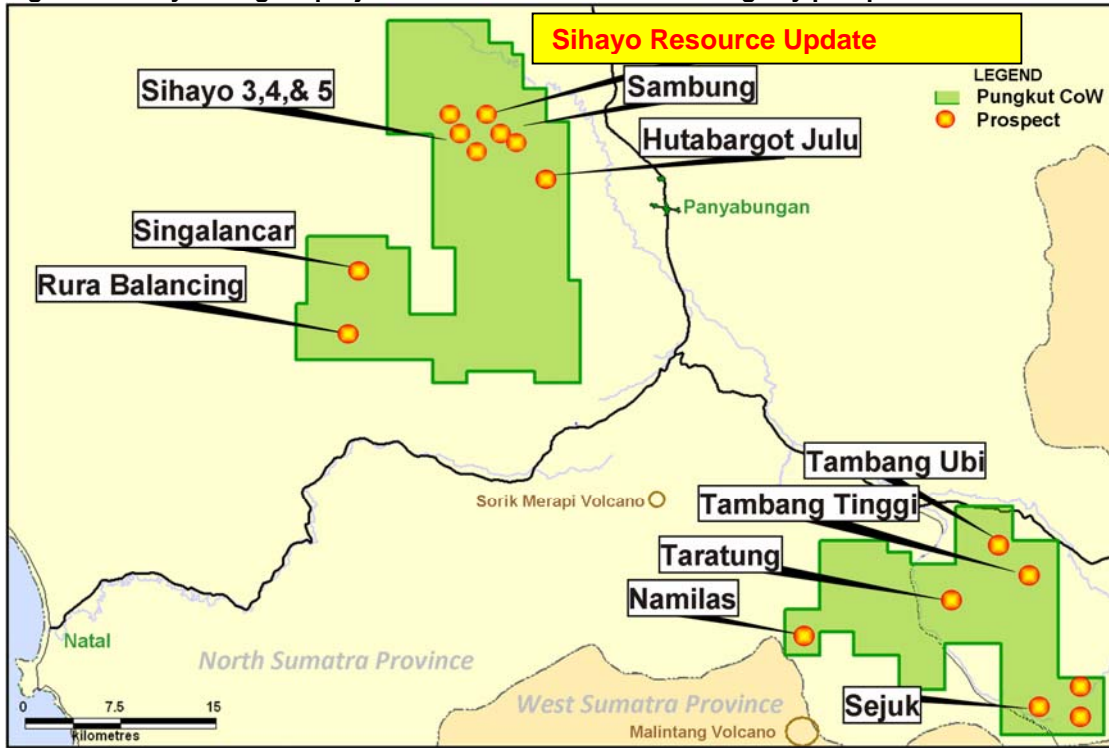 Sihayo Resource Update
LEGEND
Pungkut CoW
Prospect
Sihayo 3,4,& 5
Sambung
Hutabargot Julu
Panyabungan
Singalancar
Rura Balancing
Tambang Ubi
Sorik Merapi Volcano
Tambang Tinggi
Taratung
Namilas
Natal
North Sumatra Province
West Sumatra Province
Sejuk
0 7.5 15
kilometres
Malintang Volcano